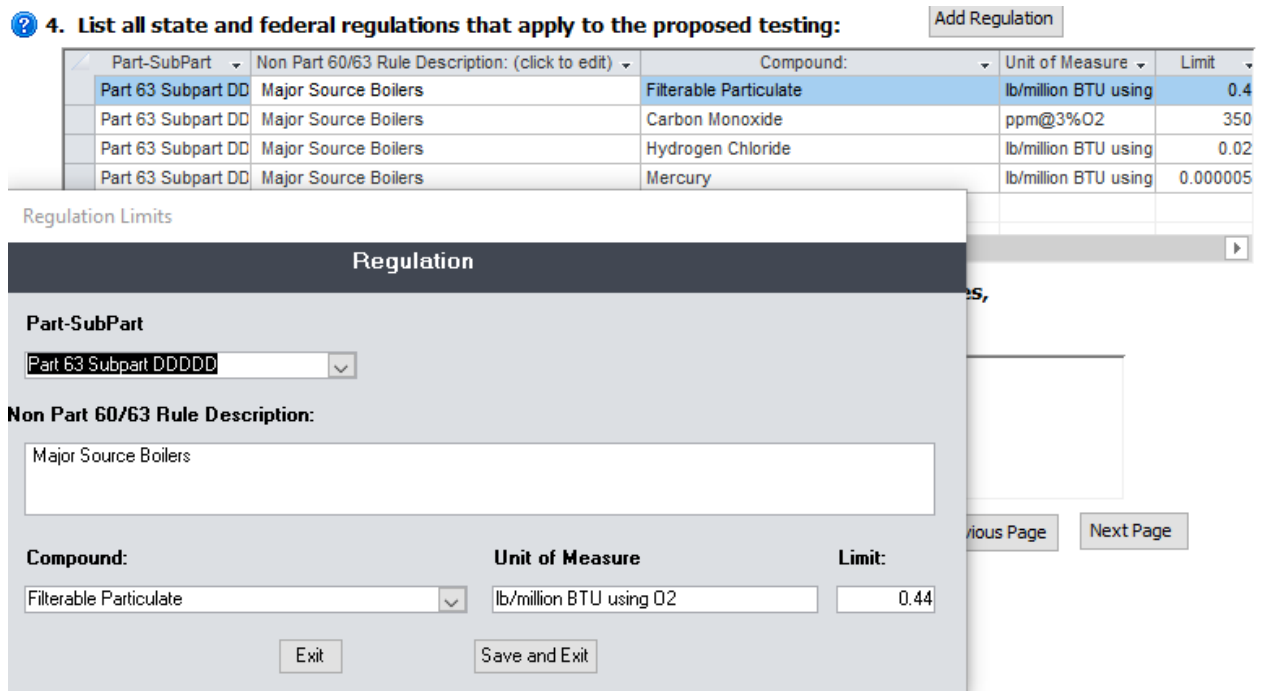 4. List all state and federal regulations that apply to the proposed testing: Add Regulation
Part-SubPart Non Part 60/63 Rule Description: (click to edit) Compound: Unit of Measure Limit
Part 63 Subpart DD Major Source Boilers Filterable Particulate lb/million BTU using 0.4
Part 63 Subpart DD Major Source Boilers Carbon Monoxide ppm@3%O2 350
Part 63 Subpart DD Major Source Boilers Hydrogen Chloride lb/million BTU using 0.02
Part 63 Subpart DD Major Source Boilers Mercury lb/million BTU using 0.000005
Regulation Limits
Regulation
es,
Part-SubPart
Part 63 Subpart DDDDD
Non Part 60/63 Rule Description:
Major Source Boilers
vious Page Next Page
Compound: Unit of Measure Limit:
Filterable Particulate lb/million BTU using O2 0.44
Exit Save and Exit